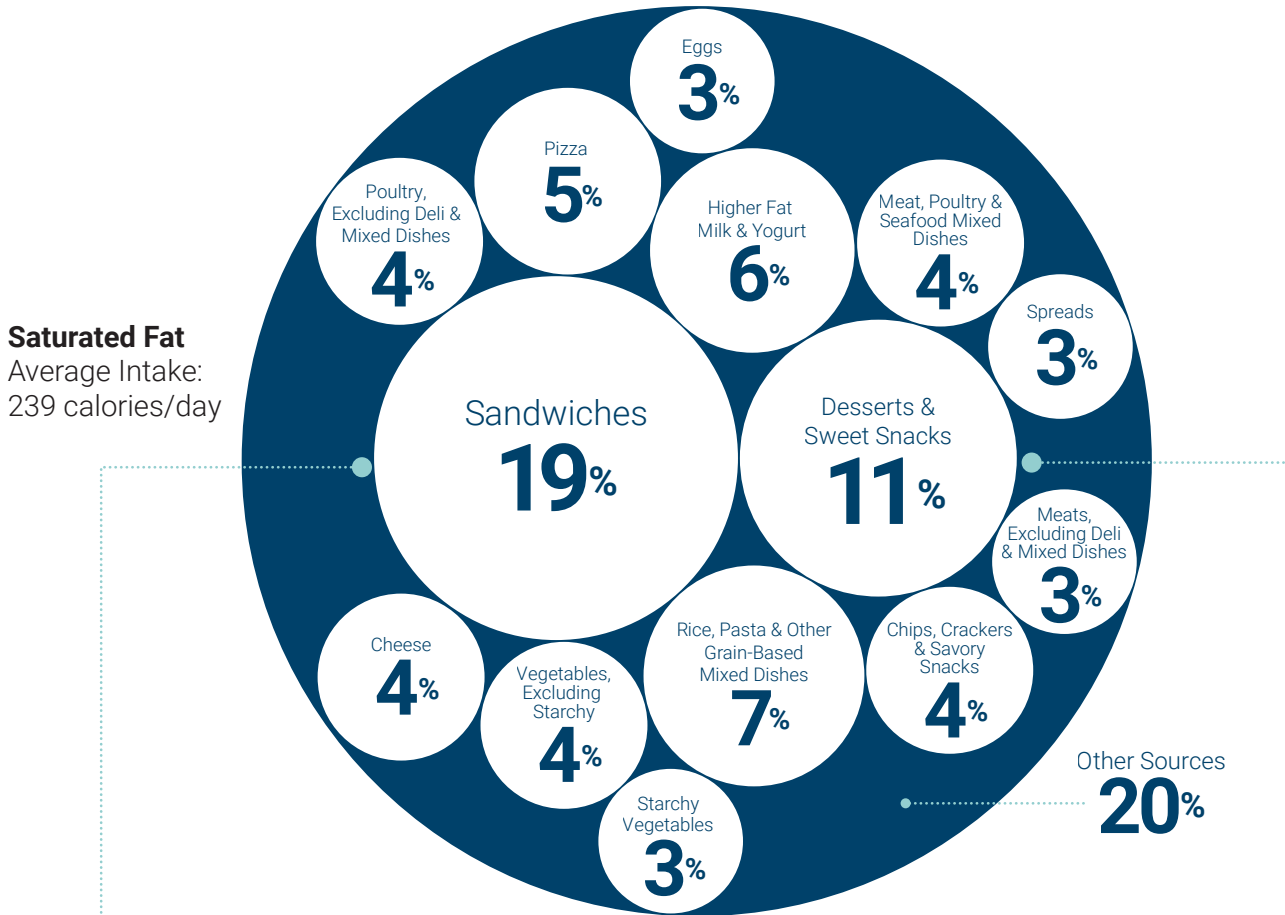 Eggs
3%
Pizza
5%
Poultry,
Excluding Deli &
Mixed Dishes
4%
Higher Fat
Milk & Yogurt
6%
Meat, Poultry &
Seafood Mixed
Dishes
4%
Spreads
3%
Saturated Fat
Average Intake:
239 calories/day
Sandwiches
19%
Desserts &
Sweet Snacks
11%
Meats,
Excluding Deli
& Mixed Dishes
3%
Cheese
4%
Vegetables,
Excluding
Starchy
4%
Rice, Pasta & Other
Grain-Based
Mixed Dishes
7%
Chips, Crackers
& Savory
Snacks
4%
Starchy
Vegetables
3%
Other Sources
20%